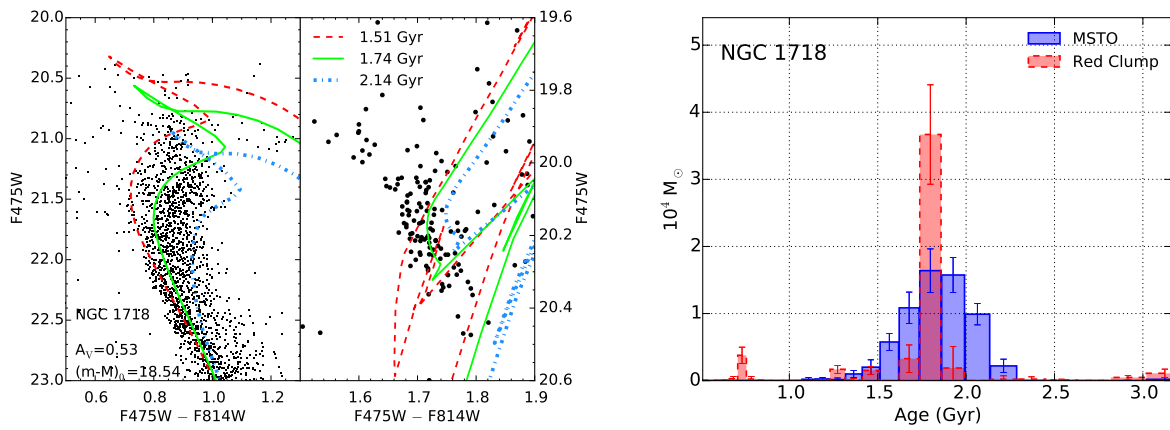 20.0
20.5
21.0
21.5
22.0
22.5
23.0
F475W
0.6
0.8
1.0
1.2
F475W − F814W
NGC 1718
A_V=0.53
(m-M)_0=18.54
1.51 Gyr
1.74 Gyr
2.14 Gyr
1.6
1.7
1.8
1.9
F475W − F814W
19.6
19.8
20.0
20.2
20.4
20.6
F475W
NGC 1718
MSTO
Red Clump
5
4
3
2
1
0
10⁴ M⊙
1.0
1.5
2.0
2.5
3.0
Age (Gyr)